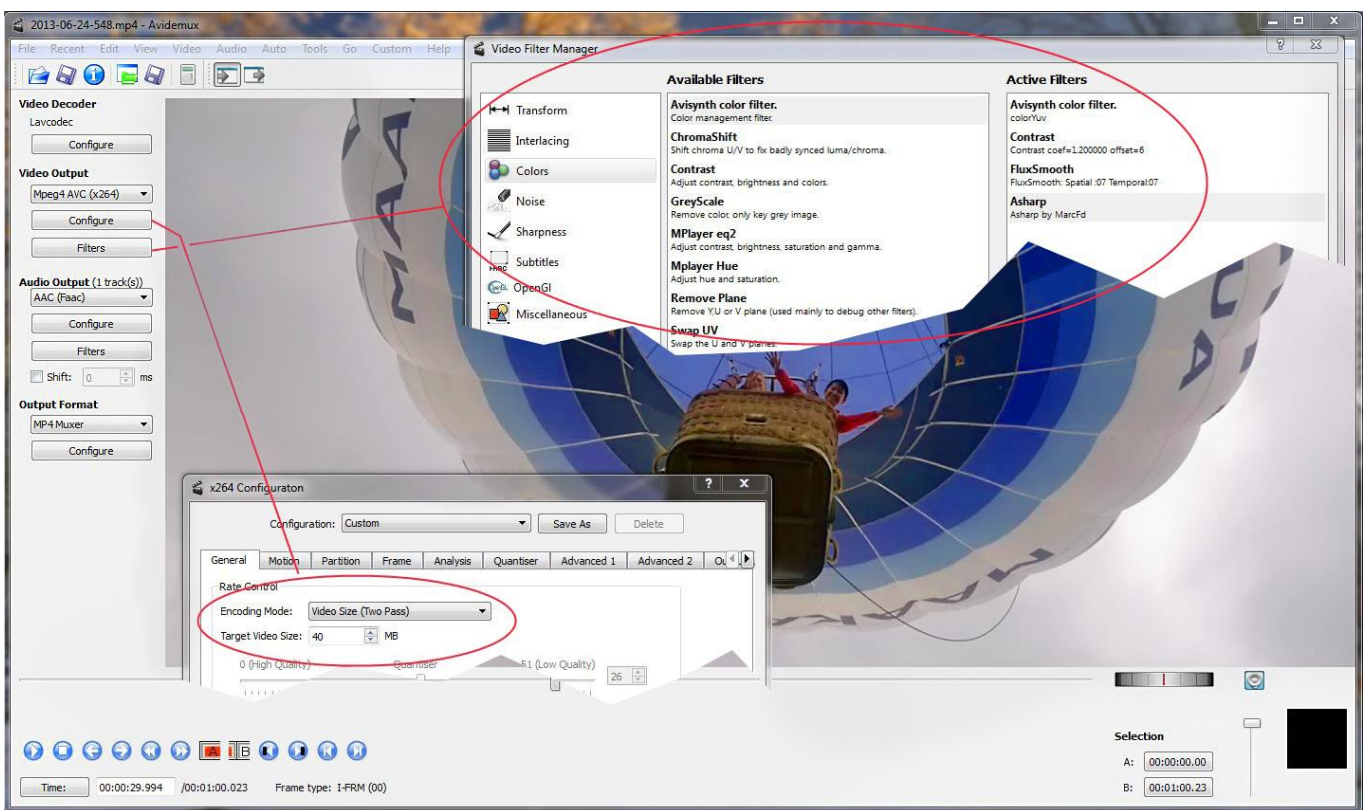 2013-06-24-548.mp4 - Avidemux
File Recent Edit View Video Audio Auto Tools Go Custom Help
Video Decoder
Lavcodec
Configure
Video Output
Mpeg4 AVC (x264)
Configure
Filters
Audio Output (1 track(s))
AAC (Faac)
Configure
Filters
Shift: 0 ms
Output Format
MP4 Muxer
Configure
Video Filter Manager
Available Filters
Active Filters
Transform
Interlacing
Colors
Noise
Sharpness
Subtitles
OpenGl
Miscellaneous
Avisynth color filter.
Color management filter.
ChromaShift
Shift chroma U/V to fix badly synced luma/chroma.
Contrast
Adjust contrast, brightness and colors.
GreyScale
Remove color, only key grey image.
MPlayer eq2
Adjust contrast, brightness, saturation and gamma.
Mplayer Hue
Adjust hue and saturation.
Remove Plane
Remove Y,U or V plane (used mainly to debug other filters).
Swap UV
Swap the U and V planes.
Avisynth color filter.
colorYuv
Contrast
Contrast coef=1.200000 offset=6
FluxSmooth
FluxSmooth: Spatial :07 Temporal:07
Asharp
Asharp by MarcFd
x264 Configuraton
Configuration: Custom Save As Delete
General Motion Partition Frame Analysis Quantiser Advanced 1 Advanced 2
Rate Control
Encoding Mode: Video Size (Two Pass)
Target Video Size: 40 MB
0 (High Quality) Quantiser 51 (Low Quality) 26
A B
Time: 00:00:29.994 /00:01:00.023 Frame type: I-FRM (00)
Selection
A: 00:00:00.00
B: 00:01:00.23